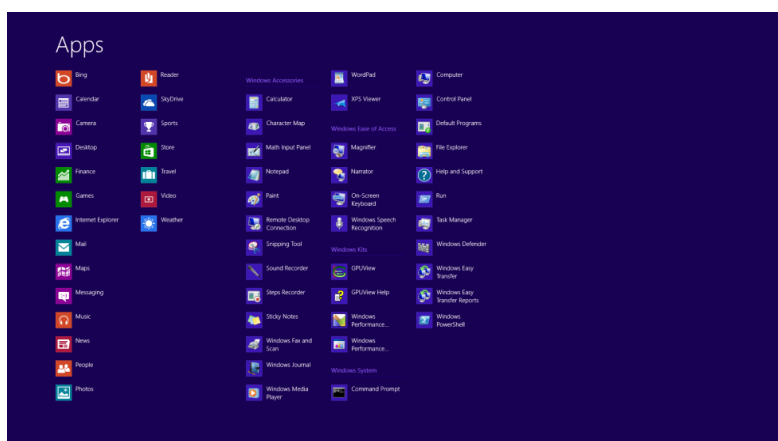 Apps
Bing
Calendar
Camera
Desktop
Finance
Games
Internet Explorer
Mail
Maps
Messaging
Music
News
People
Photos
Reader
SkyDrive
Sports
Store
Travel
Video
Weather
Windows Accessories
Calculator
Character Map
Math Input Panel
Notepad
Paint
Remote Desktop
Connection
Snipping Tool
Sound Recorder
Steps Recorder
Sticky Notes
Windows Fax and
Scan
Windows Journal
Windows Media
Player
WordPad
XPS Viewer
Windows Ease of Access
Magnifier
Narrator
On-Screen
Keyboard
Windows Speech
Recognition
Windows Kits
GPUView
GPUView Help
Windows
Performance...
Windows
Performance...
Windows System
Command Prompt
Computer
Control Panel
Default Programs
File Explorer
Help and Support
Run
Task Manager
Windows Defender
Windows Easy
Transfer
Windows Easy
Transfer Reports
Windows
PowerShell